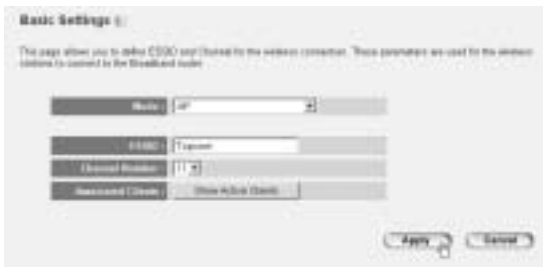 Basic Settings
This page allows you to define ESSID and Channel for the wireless connection. These parameters are used for the wireless
stations to connect to the Broadband router.
Mode : AP
ESSID : Topcom
Channel Number : 11
Associated Clients : Show Active Clients
Apply Cancel